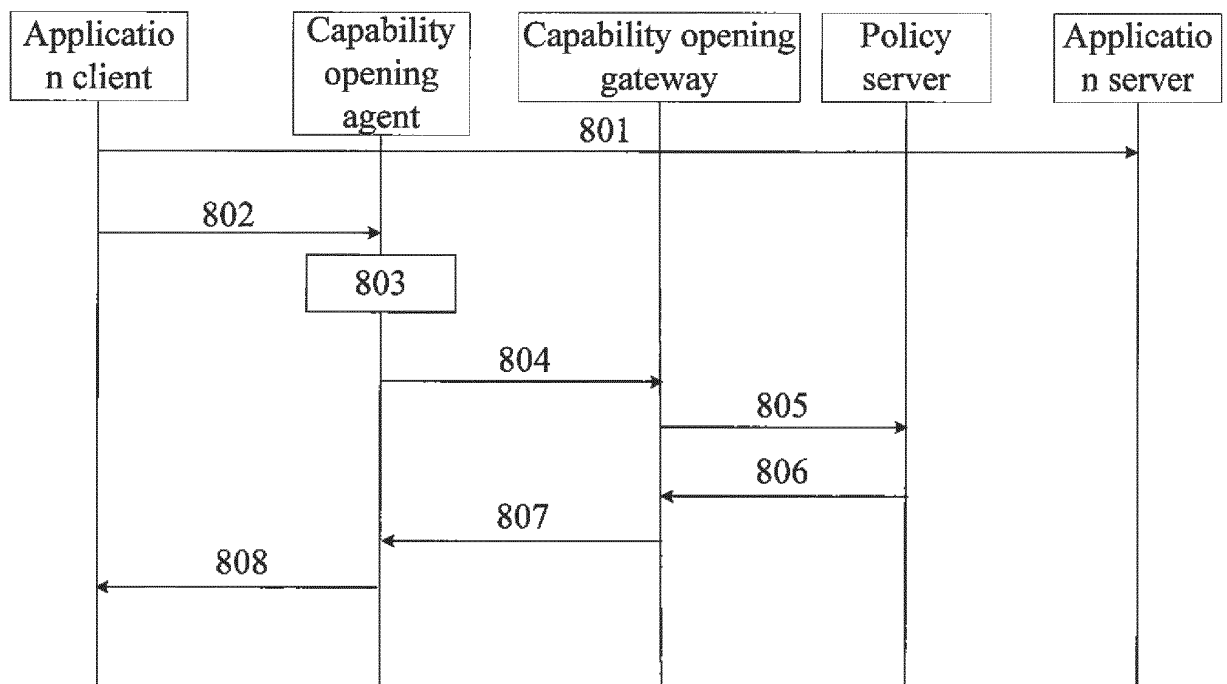 Applicatio
n client
Capability
opening
agent
Capability opening
gateway
Policy
server
Applicatio
n server
801
802
803
804
805
806
807
808